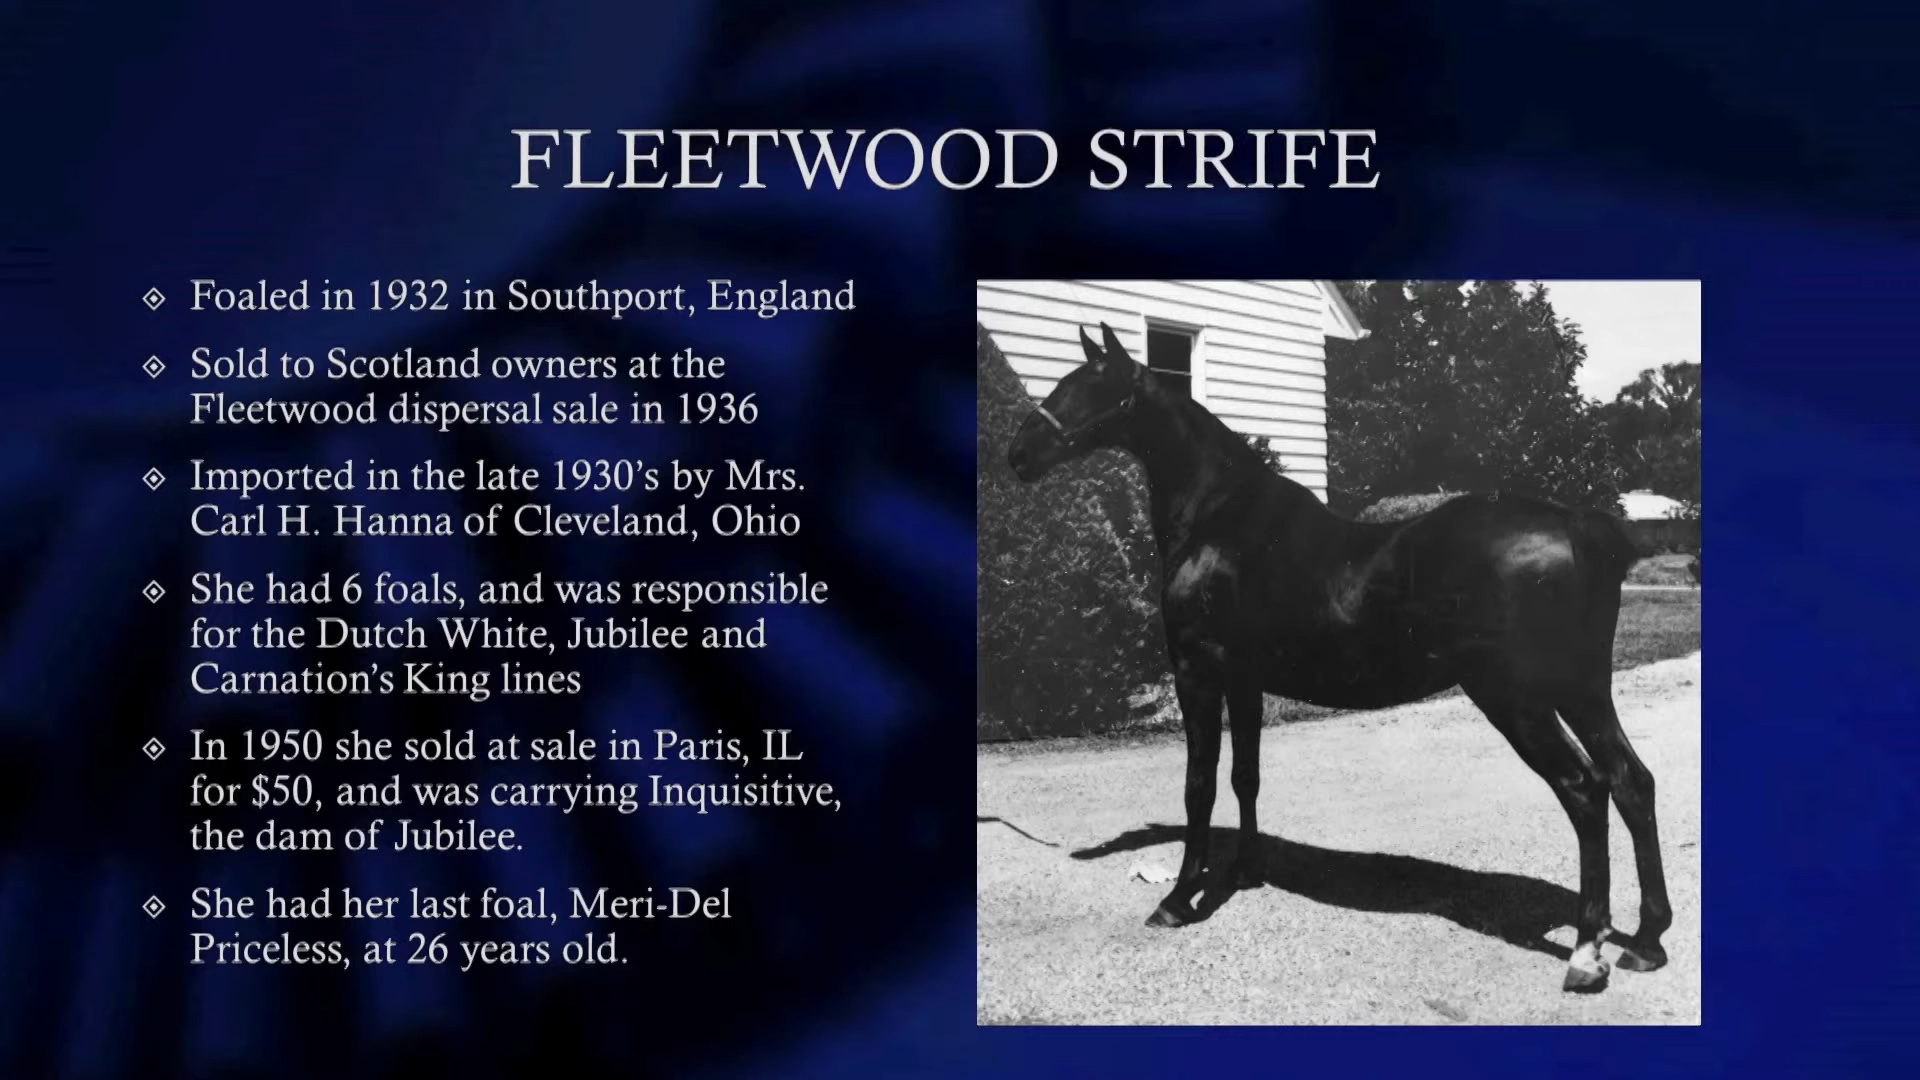 FLEETWOOD STRIFE
Foaled in 1932 in Southport, England
Sold to Scotland owners at the
Fleetwood dispersal sale in 1936
Imported in the late 1930’s by Mrs.
Carl H. Hanna of Cleveland, Ohio
She had 6 foals, and was responsible
for the Dutch White, Jubilee and
Carnation’s King lines
In 1950 she sold at sale in Paris, IL
for $50, and was carrying Inquisitive,
the dam of Jubilee.
She had her last foal, Meri-Del
Priceless, at 26 years old.